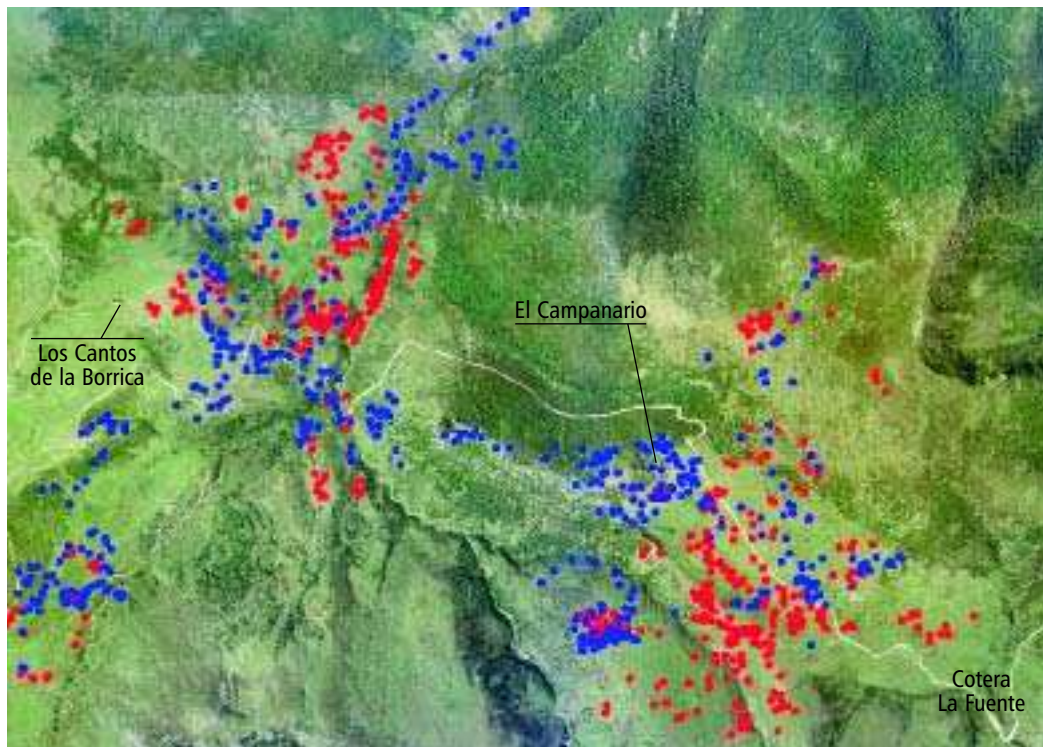 El Campanario
Los Cantos
de la Borrica
Cotera
La Fuente